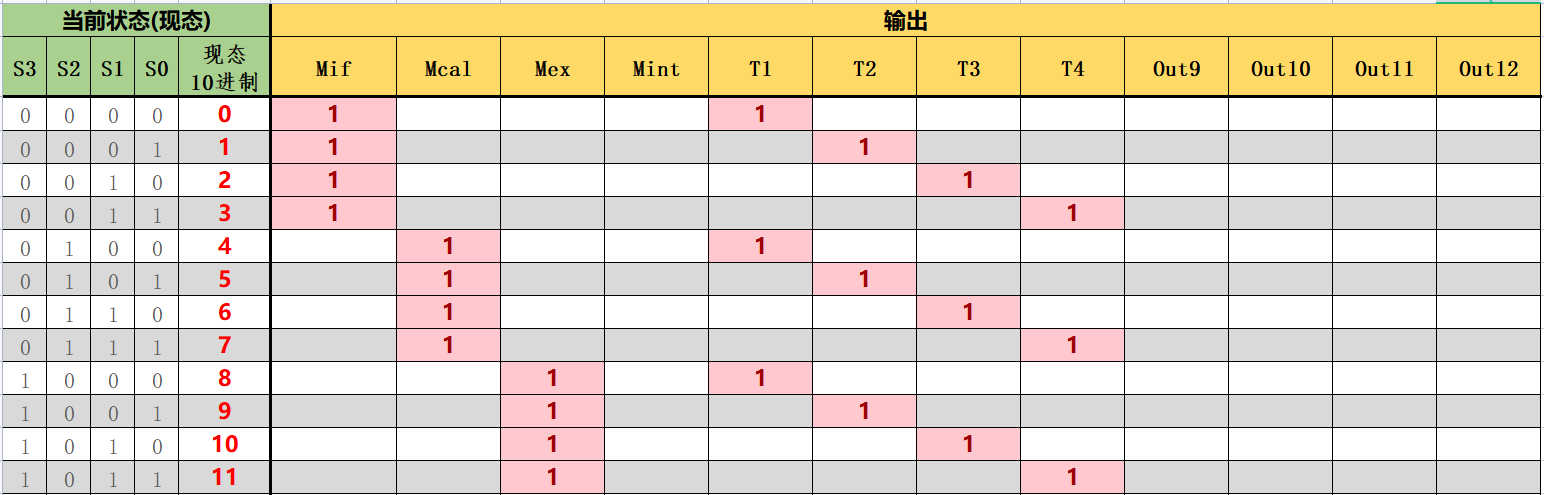 当前状态(现态) 输出
S3 S2 S1 S0 现态 10进制 Mif Mcal Mex Mint T1 T2 T3 T4 Out9 Out10 Out11 Out12
0 0 0 0 0 1 1
0 0 0 1 1 1 1
0 0 1 0 2 1 1
0 0 1 1 3 1 1
0 1 0 0 4 1 1
0 1 0 1 5 1 1
0 1 1 0 6 1 1
0 1 1 1 7 1 1
1 0 0 0 8 1 1
1 0 0 1 9 1 1
1 0 1 0 10 1 1
1 0 1 1 11 1 1